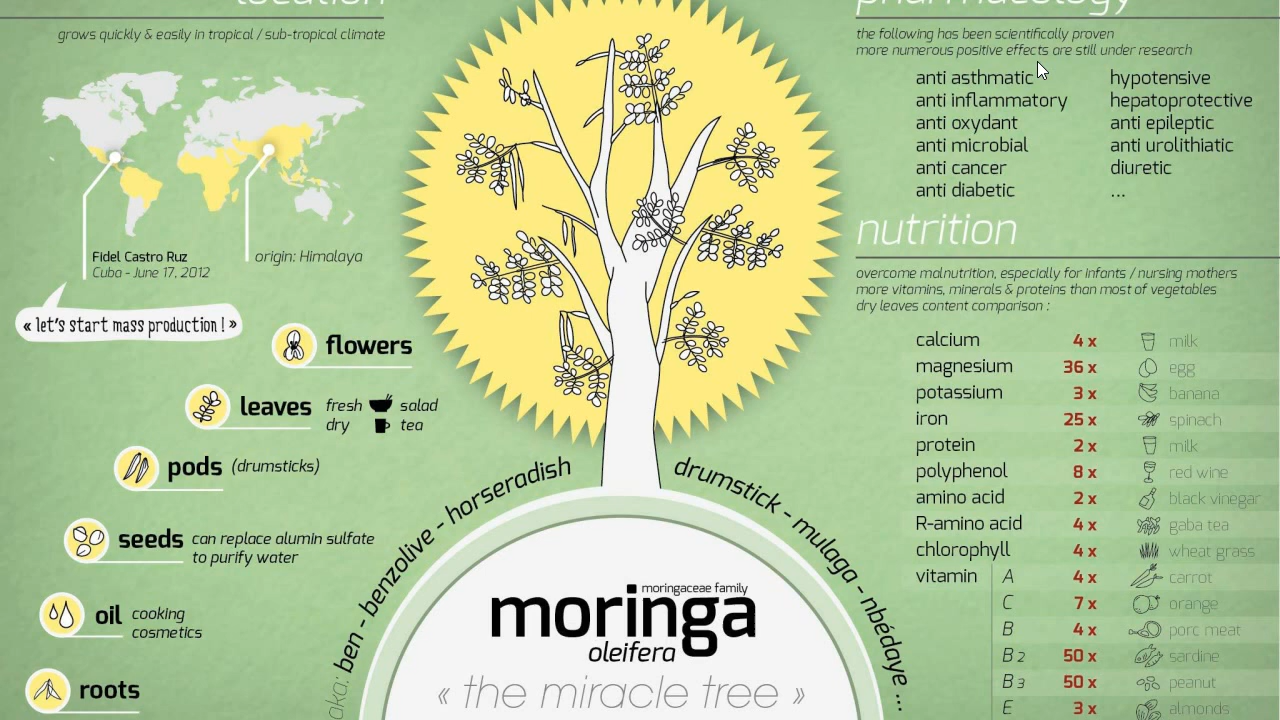 location
grows quickly & easily in tropical / sub-tropical climate
Fidel Castro Ruz
Cuba - June 17, 2012
origin: Himalaya
« let's start mass production ! »
flowers
leaves
fresh salad
dry tea
pods (drumsticks)
seeds can replace alumin sulfate
to purify water
oil cooking
cosmetics
roots
aka: ben - benzolive - horseradish
drumstick - mulaga - nbédaye ...
moringaceae family
moringa
oleifera
« the miracle tree »
pharmacology
the following has been scientifically proven
more numerous positive effects are still under research
anti asthmatic
anti inflammatory
anti oxydant
anti microbial
anti cancer
anti diabetic
hypotensive
hepatoprotective
anti epileptic
anti urolithiatic
diuretic
...
nutrition
overcome malnutrition, especially for infants / nursing mothers
more vitamins, minerals & proteins than most of vegetables
dry leaves content comparison :
calcium 4 x milk
magnesium 36 x egg
potassium 3 x banana
iron 25 x spinach
protein 2 x milk
polyphenol 8 x red wine
amino acid 2 x black vinegar
R-amino acid 4 x gaba tea
chlorophyll 4 x wheat grass
vitamin A 4 x carrot
C 7 x orange
B 4 x porc meat
B 2 50 x sardine
B 3 50 x peanut
E 3 x almonds